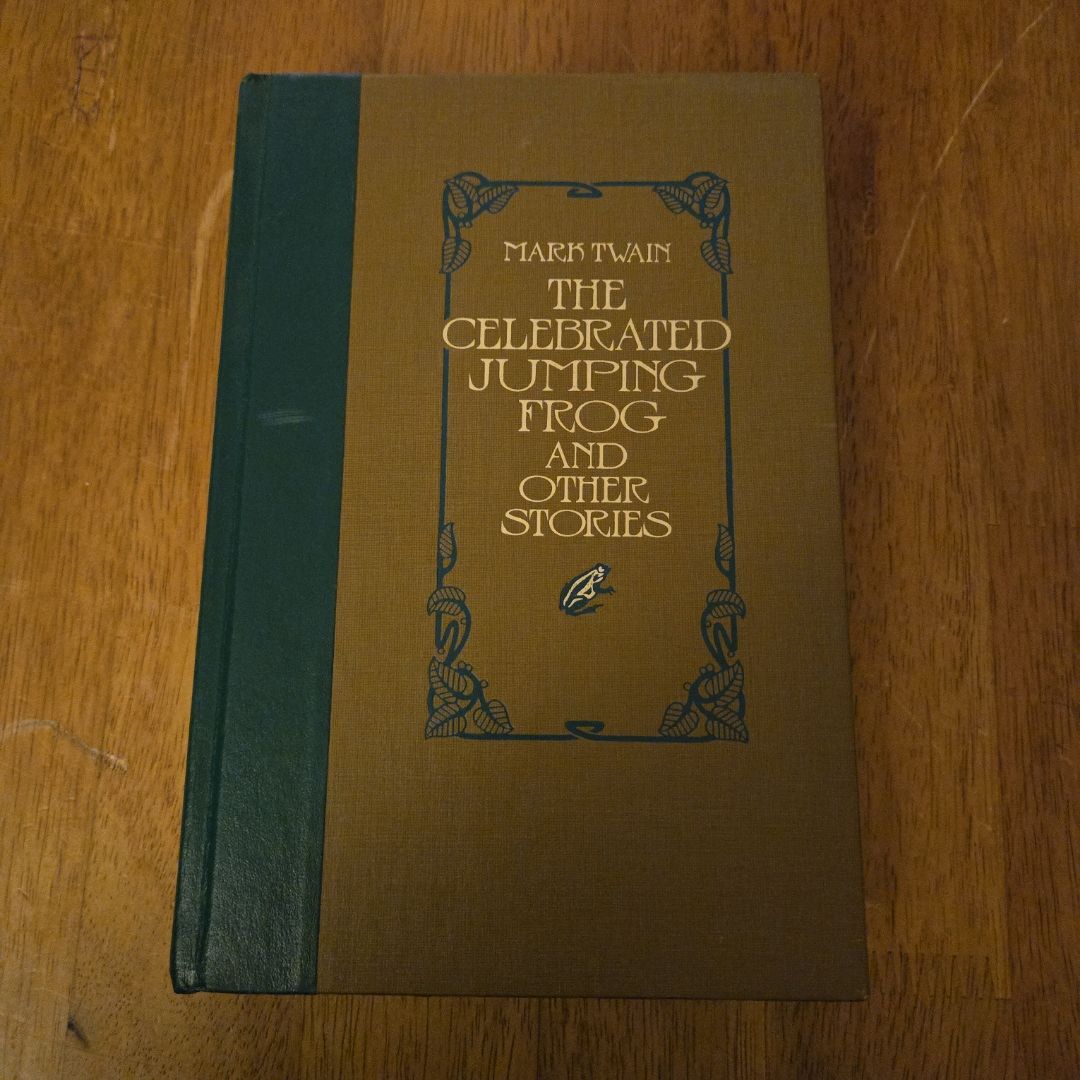 MARK TWAIN
THE
CELEBRATED
JUMPING
FROG
AND
OTHER
STORIES